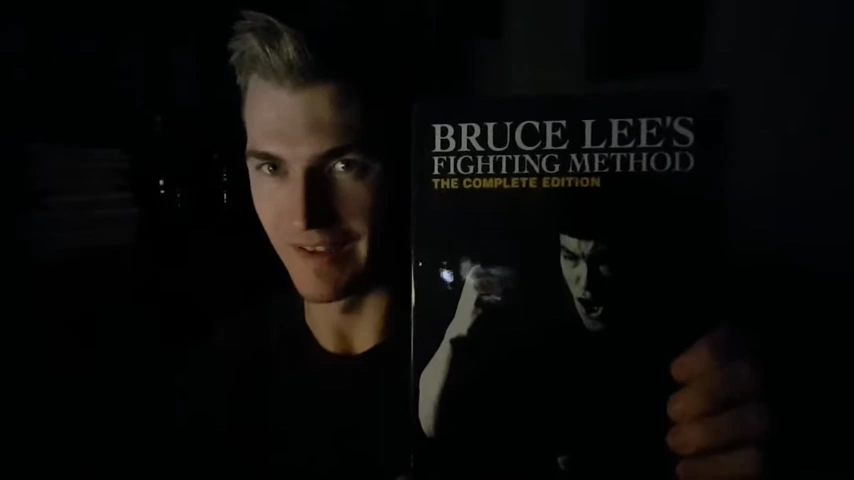 BRUCE LEE'S
FIGHTING METHOD
THE COMPLETE EDITION